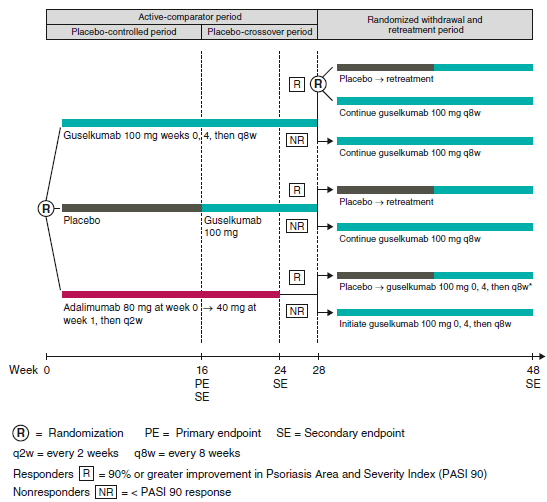 Active-comparator period
Randomized withdrawal and
retreatment period
Placebo-controlled period
Placebo-crossover period
R
R
Placebo → retreatment
Continue guselkumab 100 mg q8w
Guselkumab 100 mg weeks 0, 4, then q8w
NR
Continue guselkumab 100 mg q8w
R
R
Placebo → retreatment
Placebo
Guselkumab
100 mg
NR
Continue guselkumab 100 mg q8w
R
Placebo → guselkumab 100 mg 0, 4, then q8w*
Adalimumab 80 mg at week 0 → 40 mg at
week 1, then q2w
NR
Initiate guselkumab 100 mg 0, 4, then q8w
Week 0 16 24 28 48
PE SE SE
SE
R = Randomization PE = Primary endpoint SE = Secondary endpoint
q2w = every 2 weeks q8w = every 8 weeks
Responders R = 90% or greater improvement in Psoriasis Area and Severity Index (PASI 90)
Nonresponders NR = < PASI 90 response